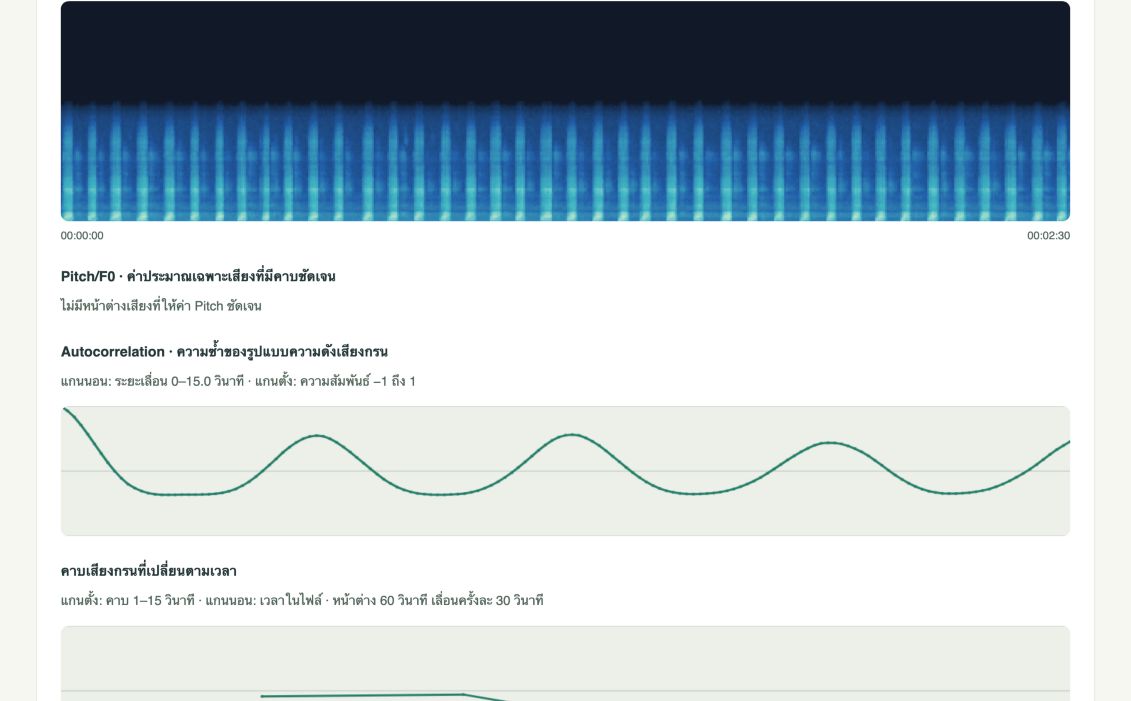 00:00:00
00:02:30
Pitch/F0 · ค่าประมาณเฉพาะเสียงที่มีคาบชัดเจน
ไม่มีหน้าต่างเสียงที่ให้ค่า Pitch ชัดเจน
Autocorrelation · ความซ้ำของรูปแบบความดังเสียงกรน
แกนนอน: ระยะเลื่อน 0–15.0 วินาที · แกนตั้ง: ความสัมพันธ์ −1 ถึง 1
คาบเสียงกรนที่เปลี่ยนตามเวลา
แกนตั้ง: คาบ 1–15 วินาที · แกนนอน: เวลาในไฟล์ · หน้าต่าง 60 วินาที เลื่อนครั้งละ 30 วินาที